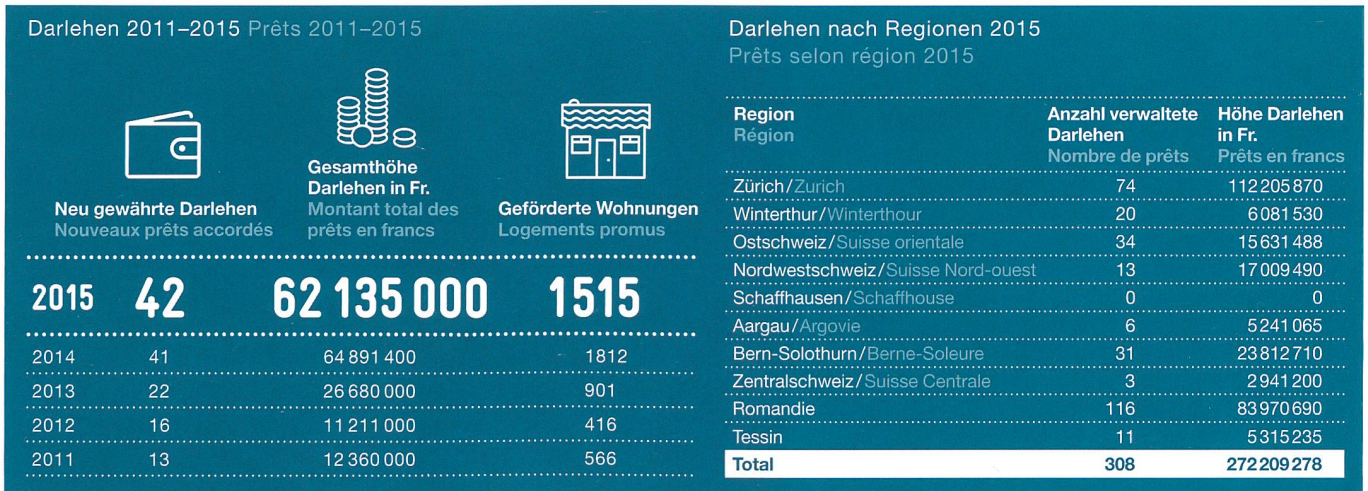 Darlehen 2011–2015 Prêts 2011–2015
Neu gewährte Darlehen
Nouveaux prêts accordés
Gesamthöhe
Darlehen in Fr.
Montant total des
prêts en francs
Geförderte Wohnungen
Logements promus
2015 42 62 135 000 1515
2014 41 64 891 400 1812
2013 22 26 680 000 901
2012 16 11 211 000 416
2011 13 12 360 000 566
Darlehen nach Regionen 2015
Prêts selon région 2015
Region Anzahl verwaltete Höhe Darlehen
Région Darlehen in Fr.
Nombre de prêts Prêts en francs
Zürich/Zurich 74 112 205 870
Winterthur/Winterthour 20 6 081 530
Ostschweiz/Suisse orientale 34 15 631 488
Nordwestschweiz/Suisse Nord-ouest 13 17 009 490
Schaffhausen/Schaffhouse 0 0
Aargau/Argovie 6 5 241 065
Bern-Solothurn/Berne-Soleure 31 23 812 710
Zentralschweiz/Suisse Centrale 3 2 941 200
Romandie 116 83 970 690
Tessin 11 5 315 235
Total 308 272 209 278